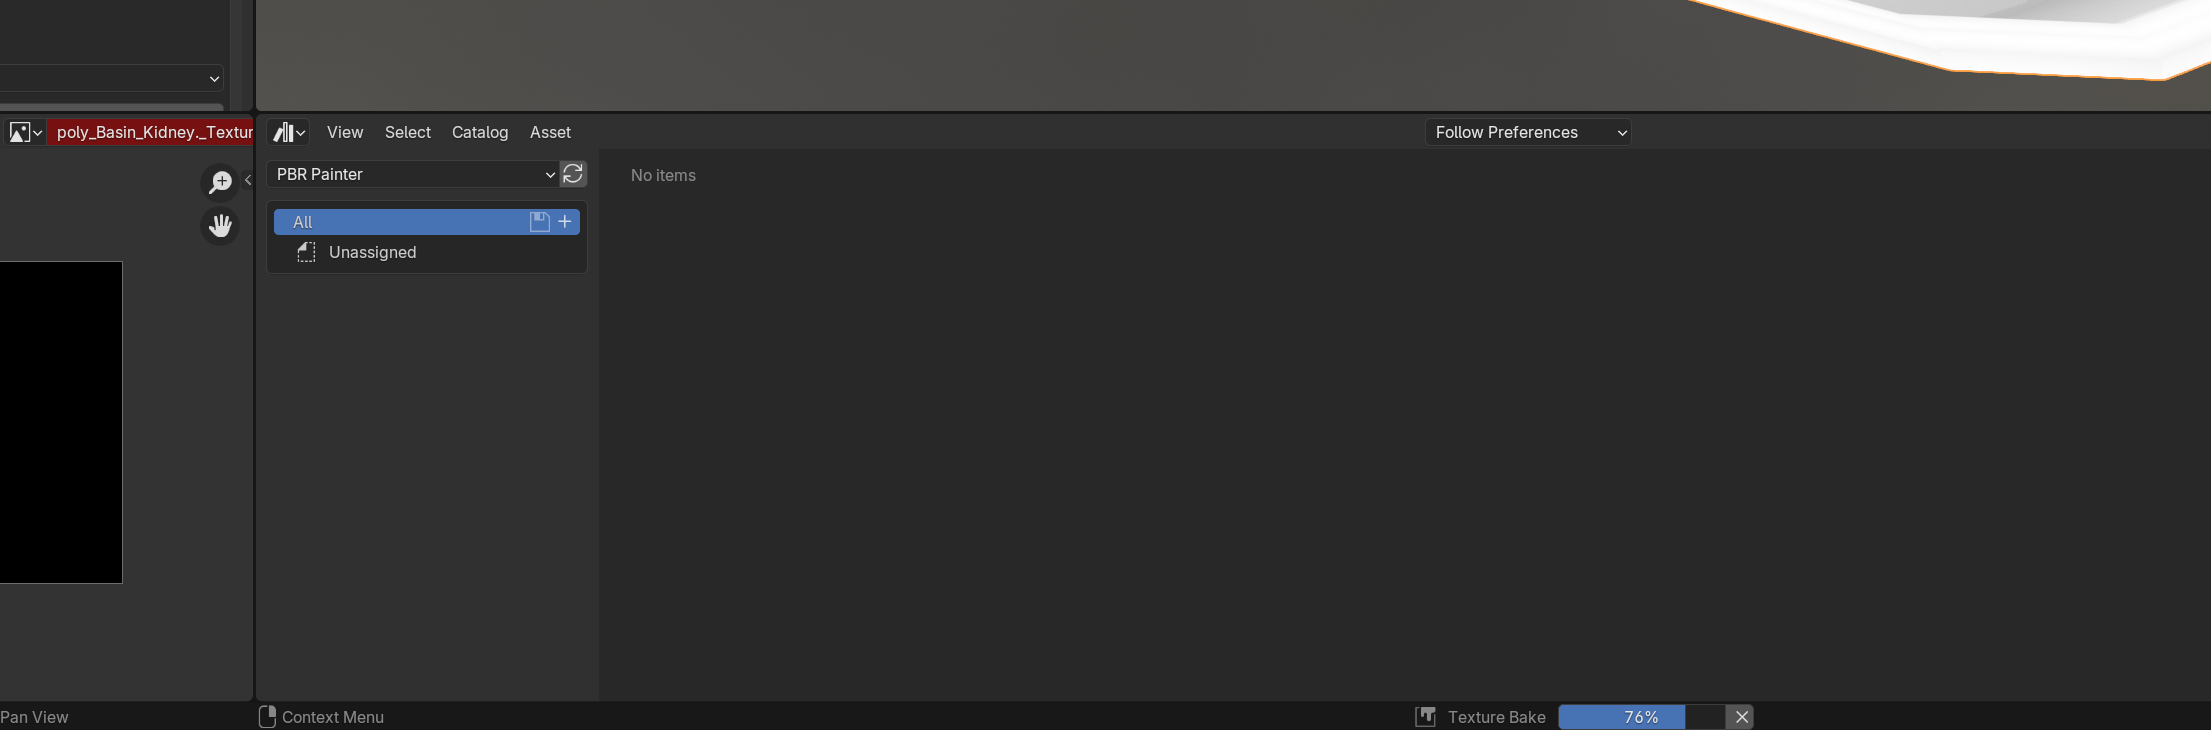 poly_Basin_Kidney._Textur
View Select Catalog Asset
Follow Preferences
PBR Painter
No items
All
Unassigned
Pan View
Context Menu
Texture Bake
76%